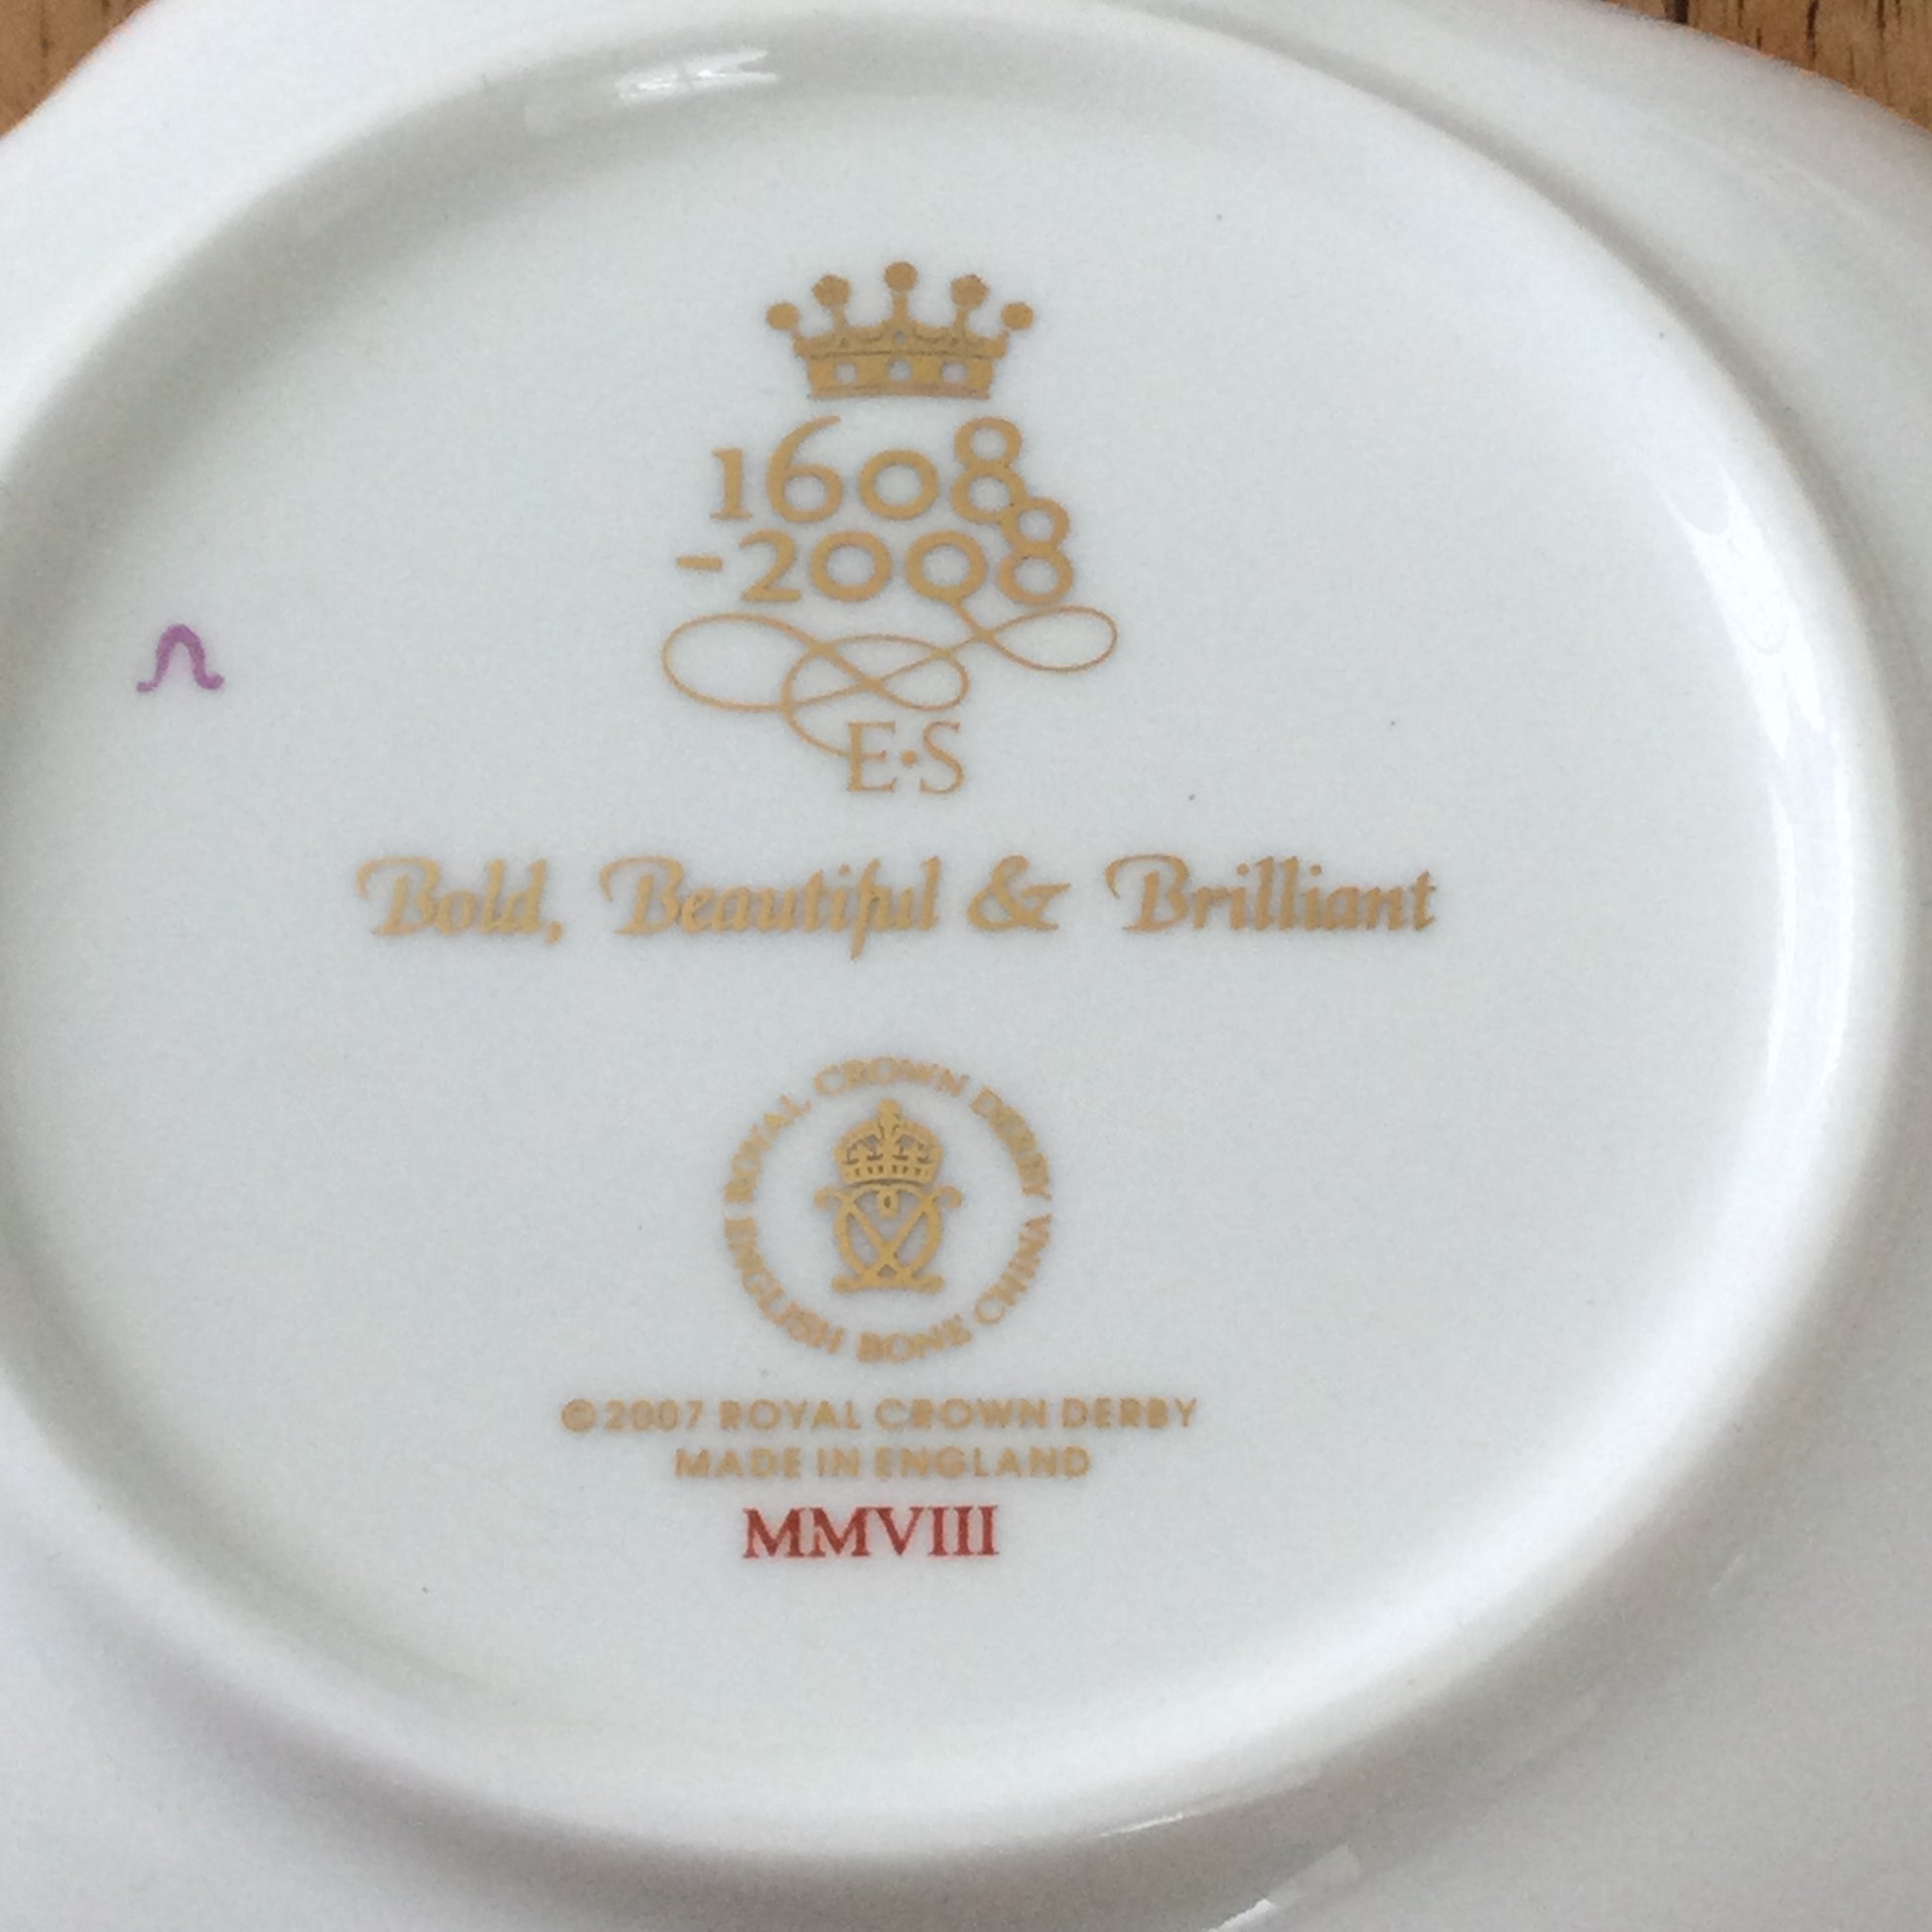 1608
-2008
E·S
Bold, Beautiful & Brilliant
ROYAL CROWN DERBY
ENGLISH BONE CHINA
©2007 ROYAL CROWN DERBY
MADE IN ENGLAND
MMVIII